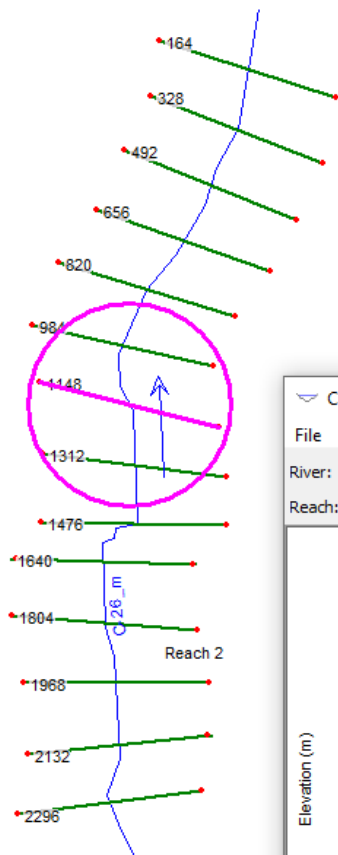 164
328
492
656
820
984
1148
1312
1476
1640
1804
1968
2132
2296
C-26_m
Reach 2
C
File
River:
Reach:
Elevation (m)